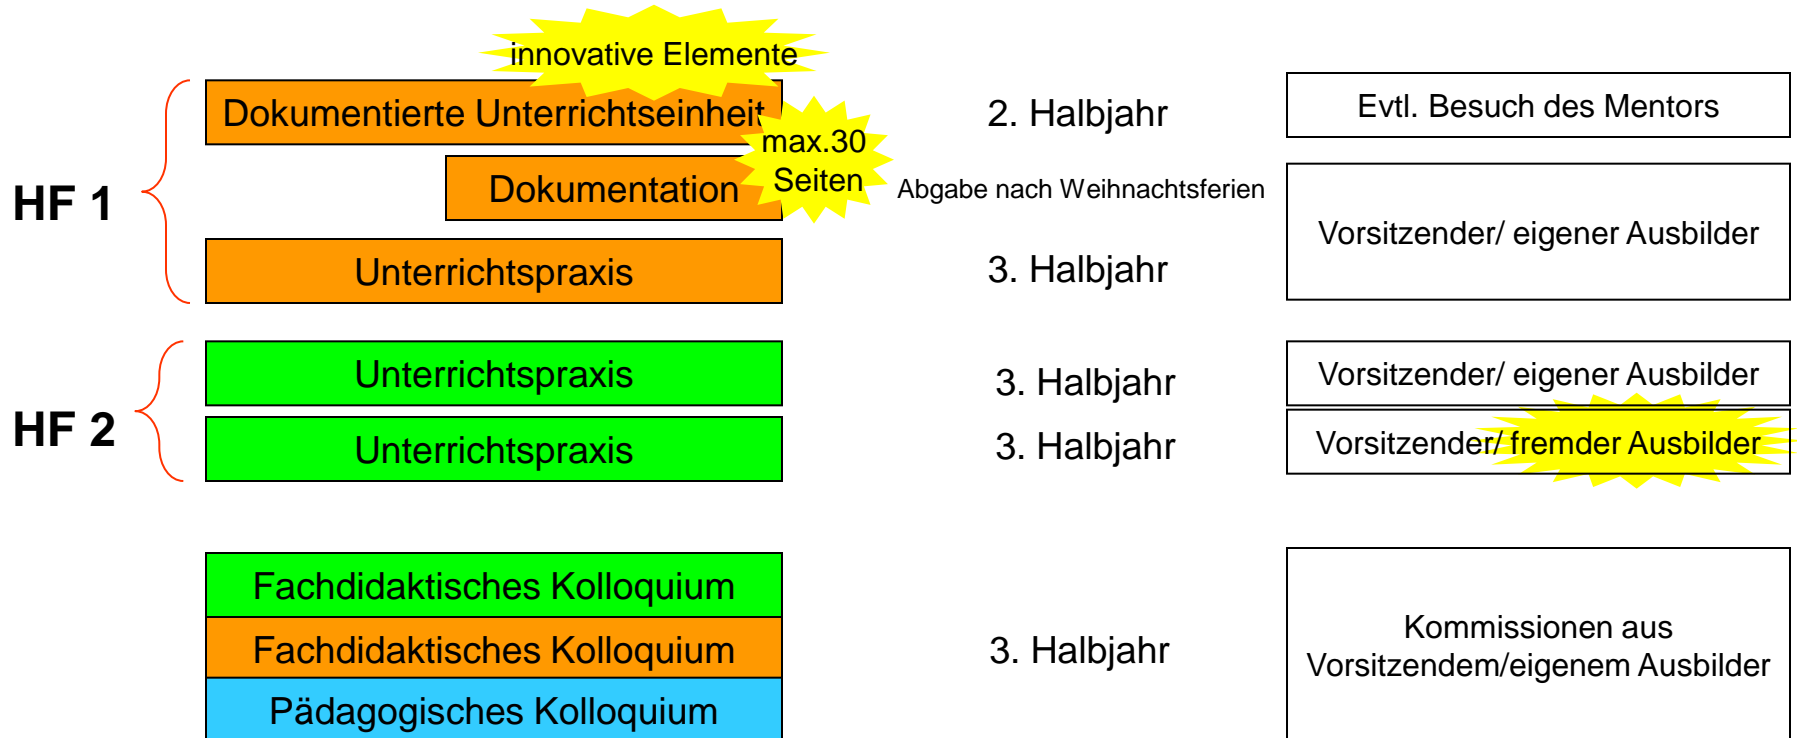 innovative Elemente
Dokumentierte Unterrichtseinheit
2. Halbjahr
Evtl. Besuch des Mentors
max.30
Seiten
HF 1
Dokumentation
Abgabe nach Weihnachtsferien
Vorsitzender/ eigener Ausbilder
Unterrichtspraxis
3. Halbjahr
HF 2
Unterrichtspraxis
3. Halbjahr
Vorsitzender/ eigener Ausbilder
Unterrichtspraxis
3. Halbjahr
Vorsitzender/ fremder Ausbilder
Fachdidaktisches Kolloquium
Fachdidaktisches Kolloquium
Pädagogisches Kolloquium
3. Halbjahr
Kommissionen aus
Vorsitzendem/eigenem Ausbilder